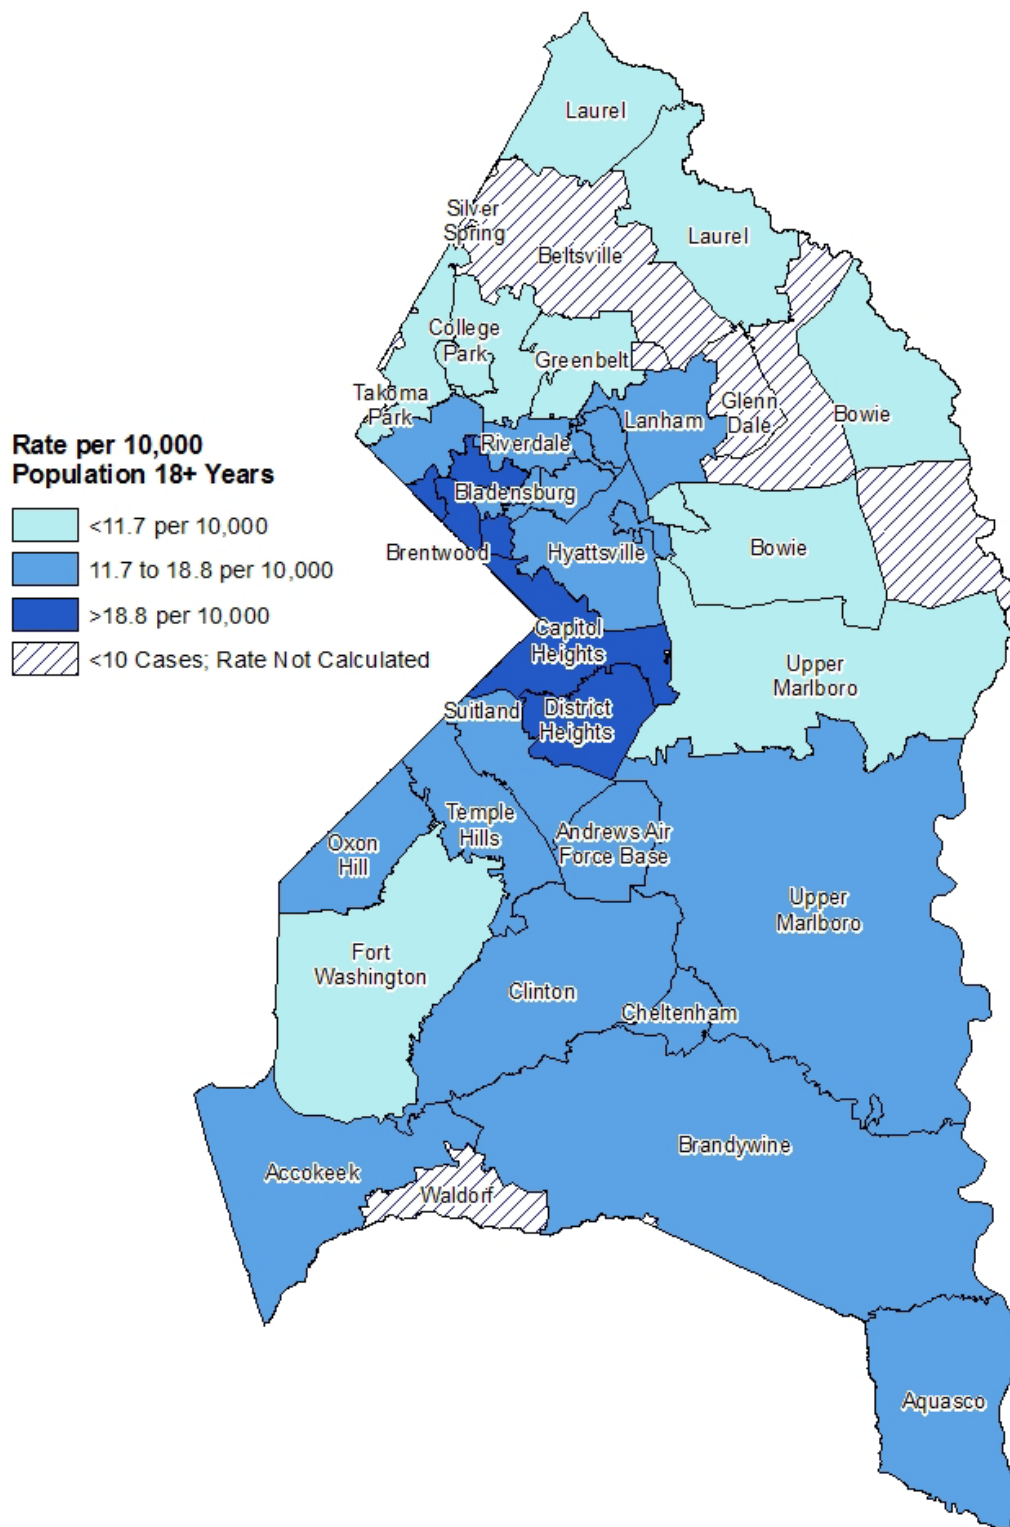 Laurel
Silver
Spring
Laurel
Beltsville
College
Park
Greenbelt
Takoma
Park
Glenn
Dale
Bowie
Lanham
Rate per 10,000
Population 18+ Years
<11.7 per 10,000
11.7 to 18.8 per 10,000
>18.8 per 10,000
<10 Cases; Rate Not Calculated
Riverdale
Bladensburg
Brentwood
Hyattsville
Bowie
Capitol
Heights
Upper
Marlboro
Suitland
District
Heights
Temple
Hills
Andrews Air
Force Base
Oxon
Hill
Upper
Marlboro
Fort
Washington
Clinton
Cheltenham
Brandywine
Accokeek
Waldorf
Aquasco